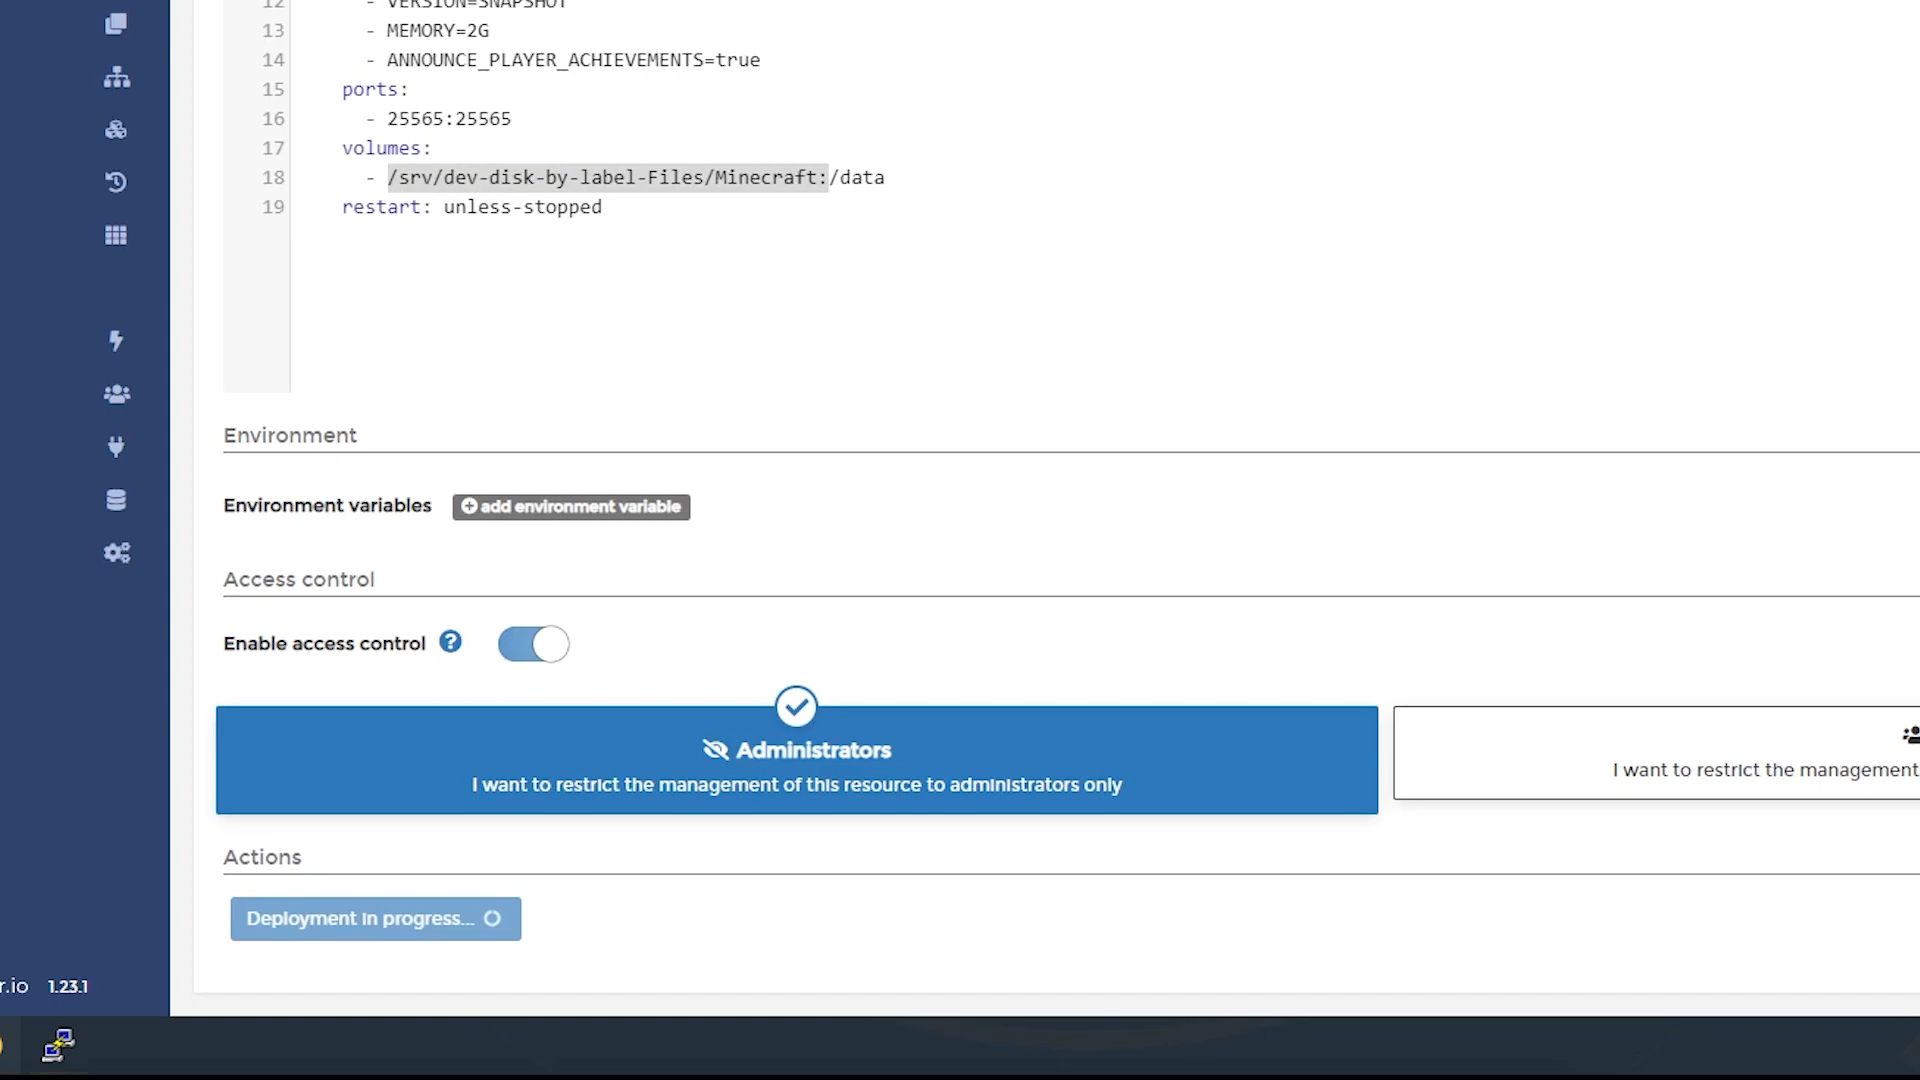 12 - VERSION=SNAPSHOT
13 - MEMORY=2G
14 - ANNOUNCE_PLAYER_ACHIEVEMENTS=true
15 ports:
16 - 25565:25565
17 volumes:
18 - /srv/dev-disk-by-label-Files/Minecraft:/data
19 restart: unless-stopped
Environment
Environment variables add environment variable
Access control
Enable access control ?
Administrators
I want to restrict the management of this resource to administrators only
I want to restrict the management
Actions
Deployment in progress...
r.io 1.23.1